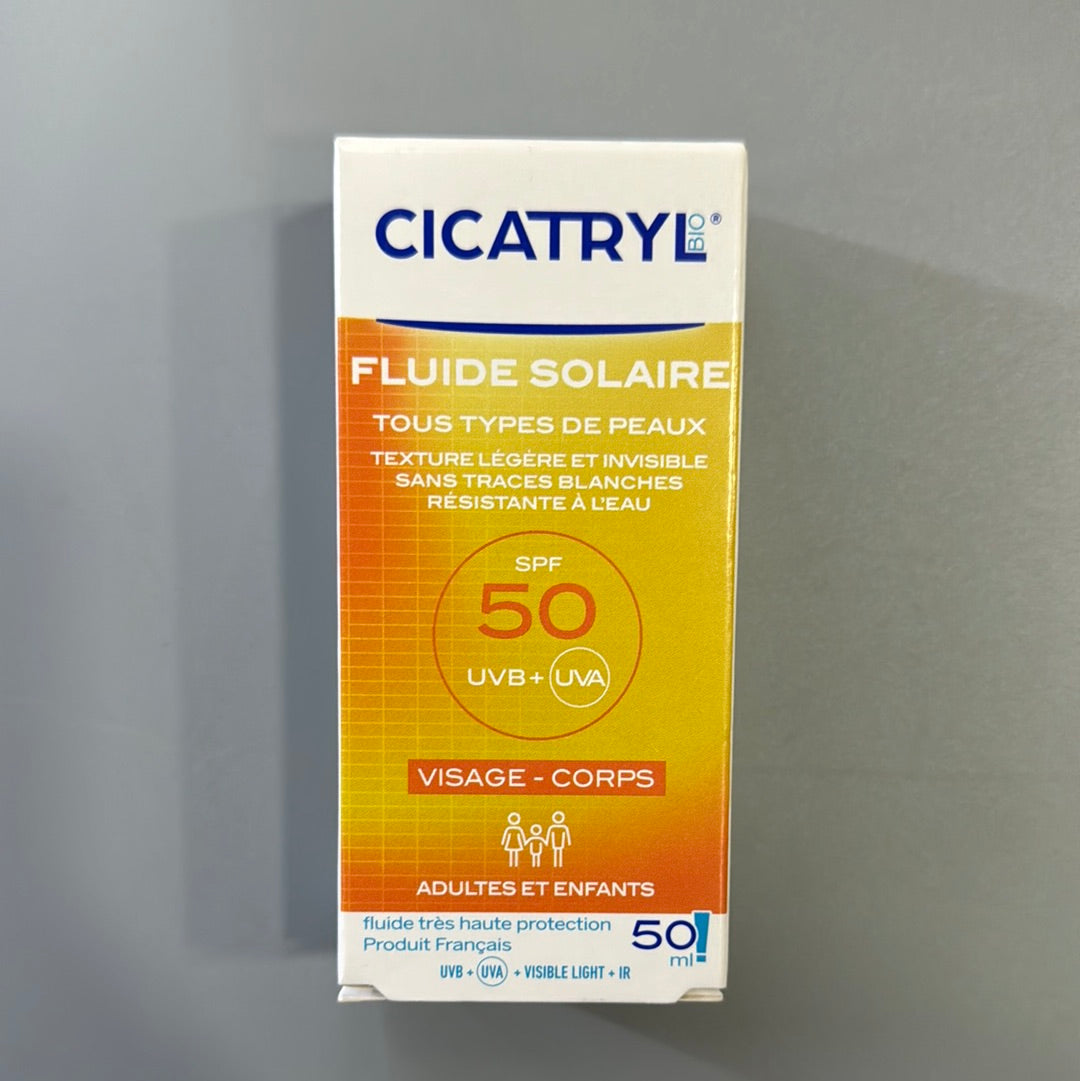 CICATRYL BIO®
FLUIDE SOLAIRE
TOUS TYPES DE PEAUX
TEXTURE LÉGÈRE ET INVISIBLE
SANS TRACES BLANCHES
RÉSISTANTE À L'EAU
SPF
50
UVB + UVA
VISAGE - CORPS
ADULTES ET ENFANTS
fluide très haute protection
Produit Français
50 ml
UVB + UVA + VISIBLE LIGHT + IR